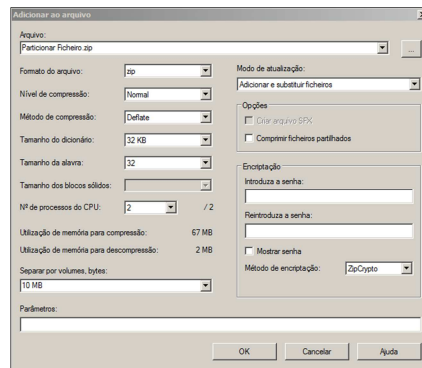 Adicionar ao arquivo
Arquivo:
Particionar Ficheiro.zip
...
Formato do arquivo: zip
Nível de compressão: Normal
Método de compressão: Deflate
Tamanho do dicionário: 32 KB
Tamanho da alavra: 32
Tamanho dos blocos sólidos:
Nº de processos do CPU: 2 / 2
Utilização de memória para compressão: 67 MB
Utilização de memória para descompressão: 2 MB
Separar por volumes, bytes:
10 MB
Modo de atualização:
Adicionar e substituir ficheiros
Opções
Criar arquivo SFX
Comprimir ficheiros partilhados
Encriptação
Introduza a senha:
Reintroduza a senha:
Mostrar senha
Método de encriptação: ZipCrypto
Parâmetros:
OK Cancelar Ajuda